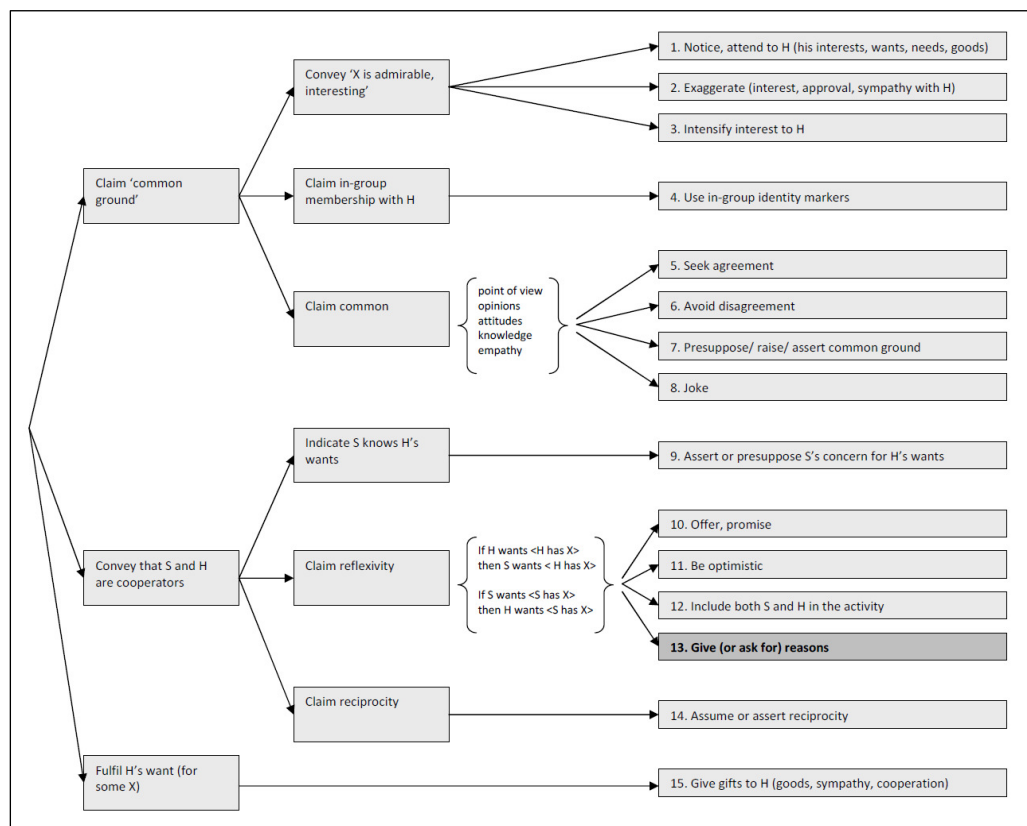 Claim ‘common
ground’
Convey ‘X is admirable,
interesting’
1. Notice, attend to H (his interests, wants, needs, goods)
2. Exaggerate (interest, approval, sympathy with H)
3. Intensify interest to H
Claim in-group
membership with H
4. Use in-group identity markers
Claim common
point of view
opinions
attitudes
knowledge
empathy
5. Seek agreement
6. Avoid disagreement
7. Presuppose/ raise/ assert common ground
8. Joke
Convey that S and H
are cooperators
Indicate S knows H’s
wants
9. Assert or presuppose S’s concern for H’s wants
Claim reflexivity
If H wants <H has X>
then S wants < H has X>
If S wants <S has X>
then H wants <S has X>
10. Offer, promise
11. Be optimistic
12. Include both S and H in the activity
13. Give (or ask for) reasons
Claim reciprocity
14. Assume or assert reciprocity
Fulfil H’s want (for
some X)
15. Give gifts to H (goods, sympathy, cooperation)